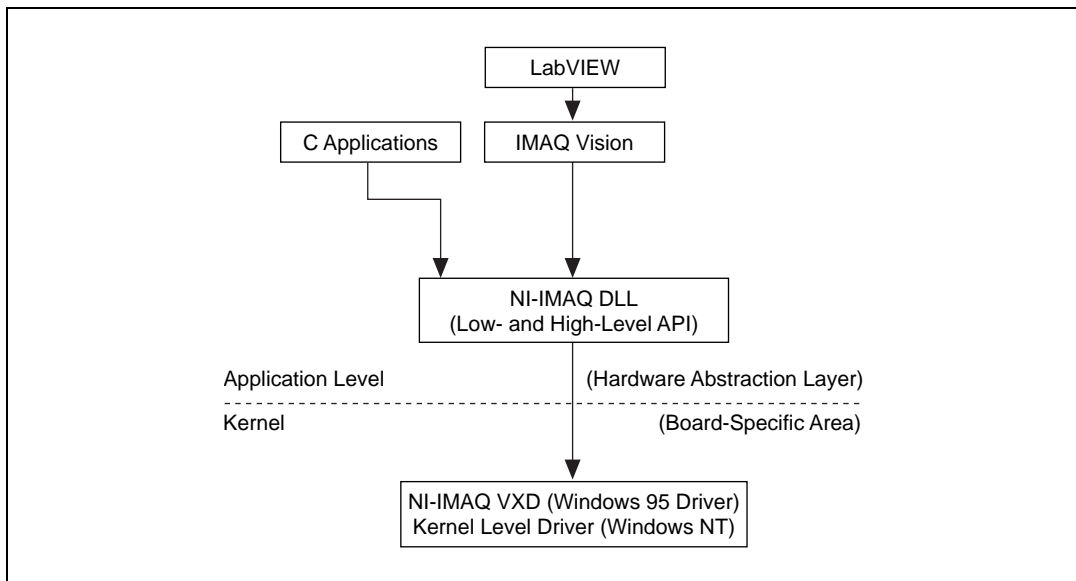 LabVIEW
C Applications
IMAQ Vision
NI-IMAQ DLL
(Low- and High-Level API)
Application Level
(Hardware Abstraction Layer)
Kernel
(Board-Specific Area)
NI-IMAQ VXD (Windows 95 Driver)
Kernel Level Driver (Windows NT)